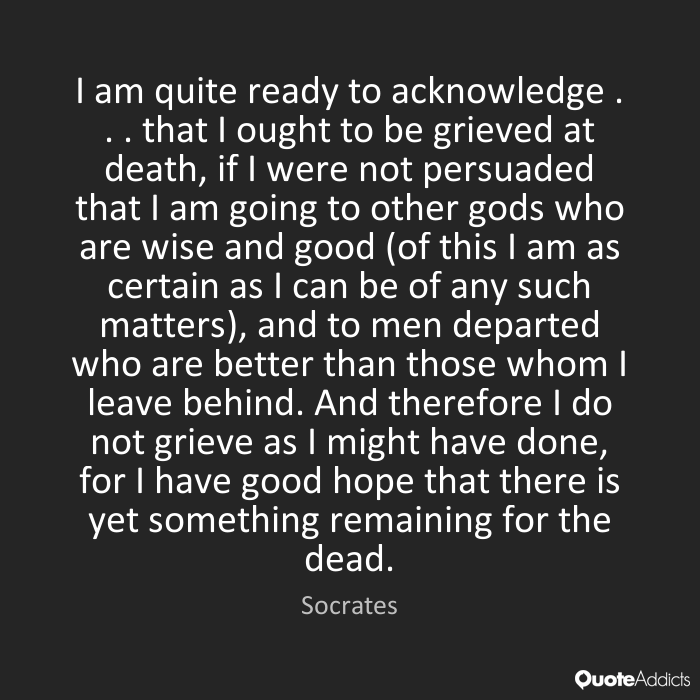 I am quite ready to acknowledge .
. . that I ought to be grieved at
death, if I were not persuaded
that I am going to other gods who
are wise and good (of this I am as
certain as I can be of any such
matters), and to men departed
who are better than those whom I
leave behind. And therefore I do
not grieve as I might have done,
for I have good hope that there is
yet something remaining for the
dead.
Socrates
QuoteAddicts